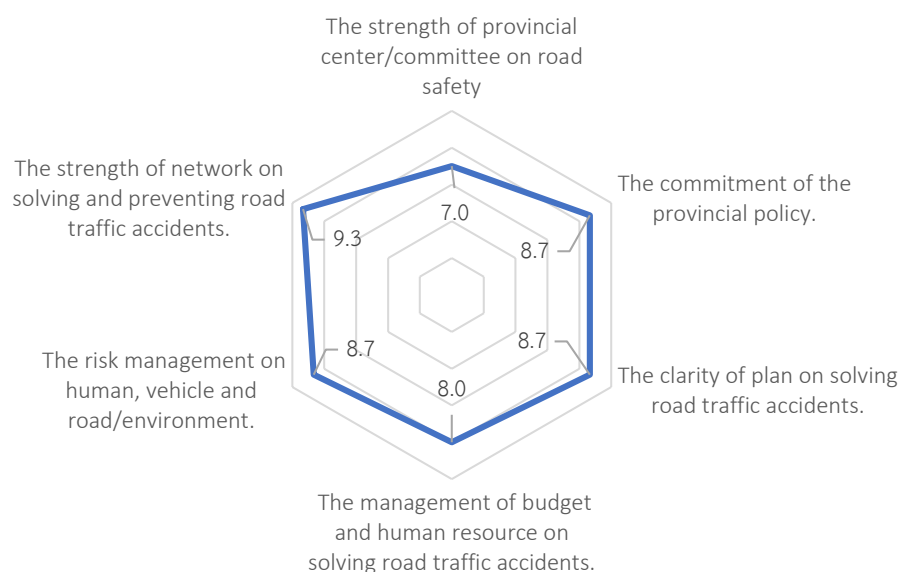 The strength of provincial
center/committee on road
safety
The commitment of the
provincial policy.
The clarity of plan on solving
road traffic accidents.
The management of budget
and human resource on
solving road traffic accidents.
The risk management on
human, vehicle and
road/environment.
The strength of network on
solving and preventing road
traffic accidents.
7.0
8.7
8.7
8.0
8.7
9.3